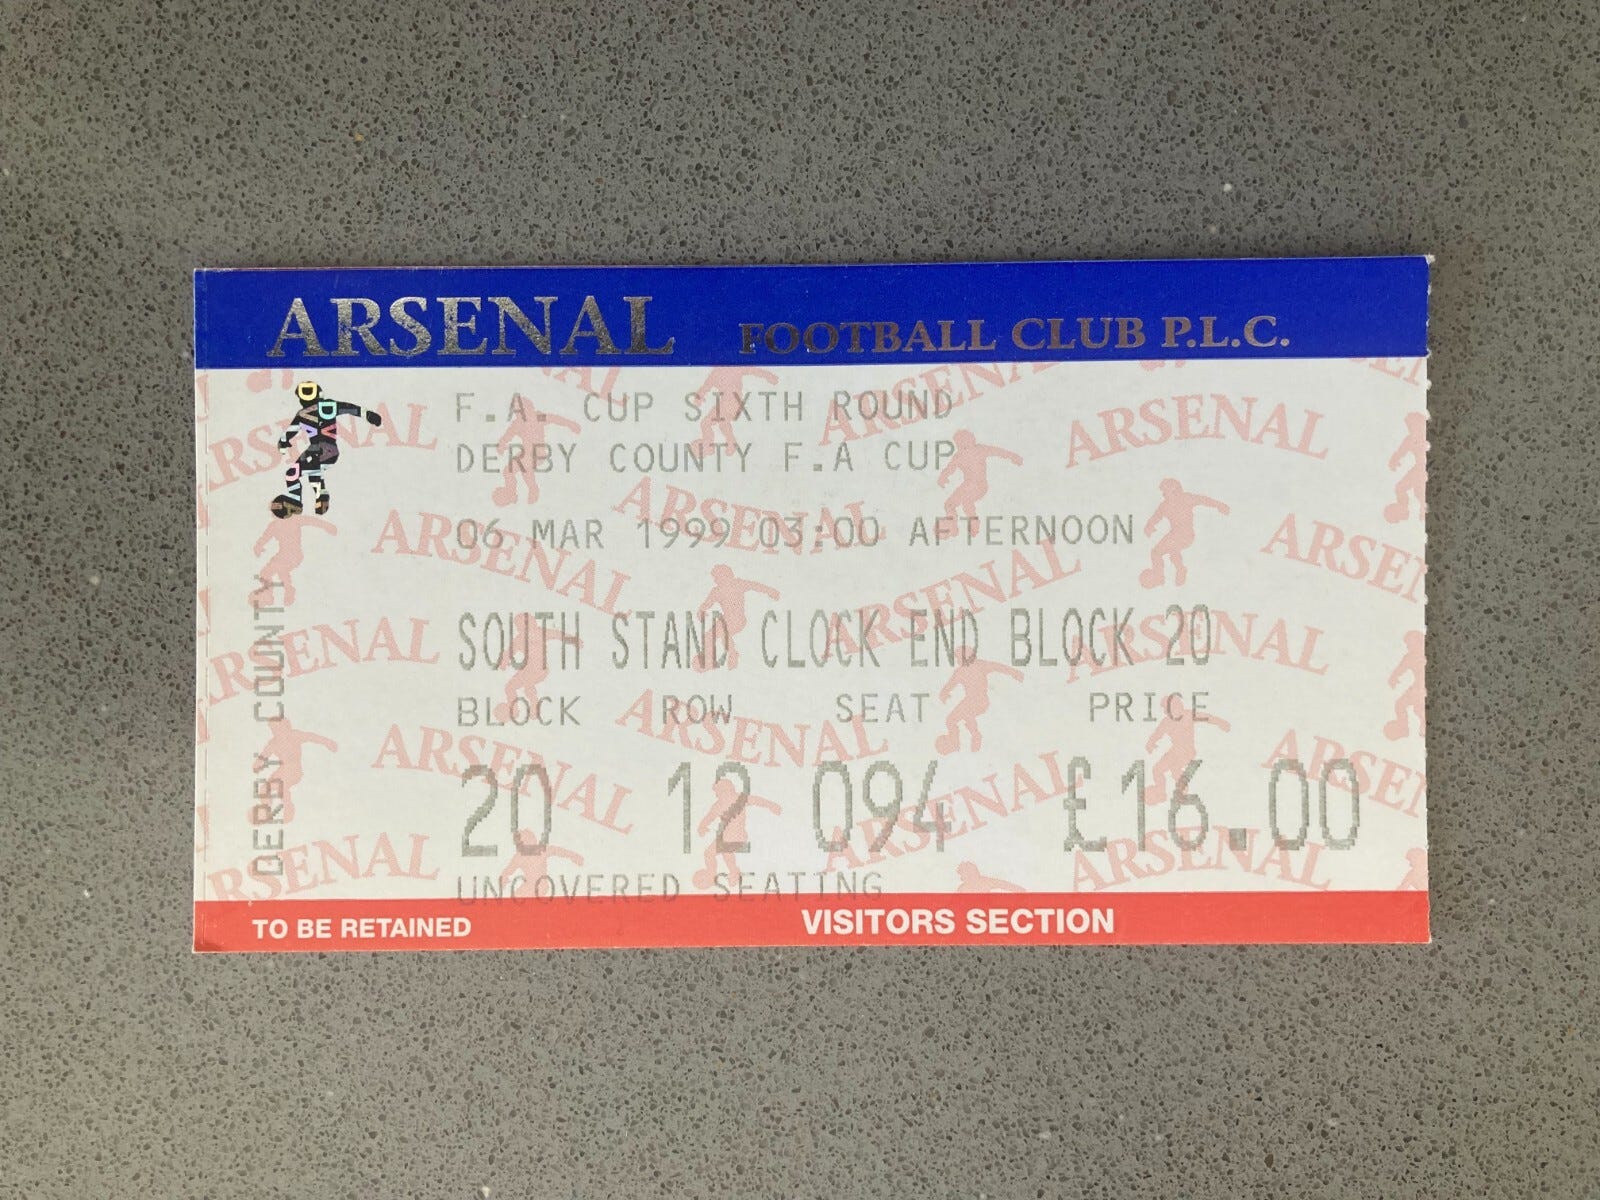 ARSENAL FOOTBALL CLUB P.L.C.
F.A. CUP SIXTH ROUND
DERBY COUNTY F.A CUP
06 MAR 1999 03:00 AFTERNOON
SOUTH STAND CLOCK END BLOCK 20
BLOCK ROW SEAT PRICE
20 12 094 £16.00
UNCOVERED SEATING
DERBY COUNTY
TO BE RETAINED VISITORS SECTION